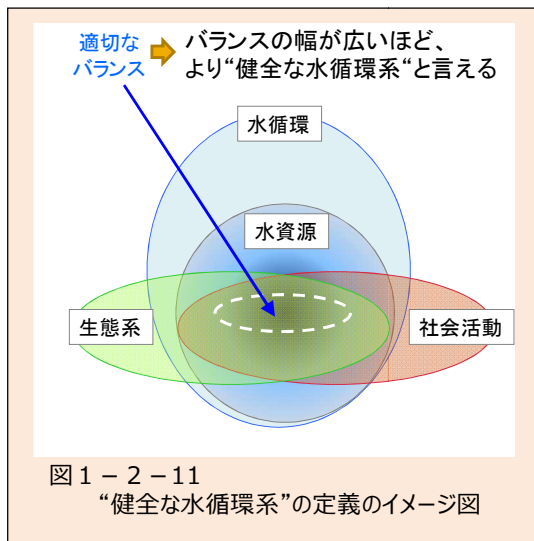 適切な
バランス
バランスの幅が広いほど、
より“健全な水循環系“と言える
水循環
水資源
生態系
社会活動
図１－２－11
“健全な水循環系”の定義のイメージ図